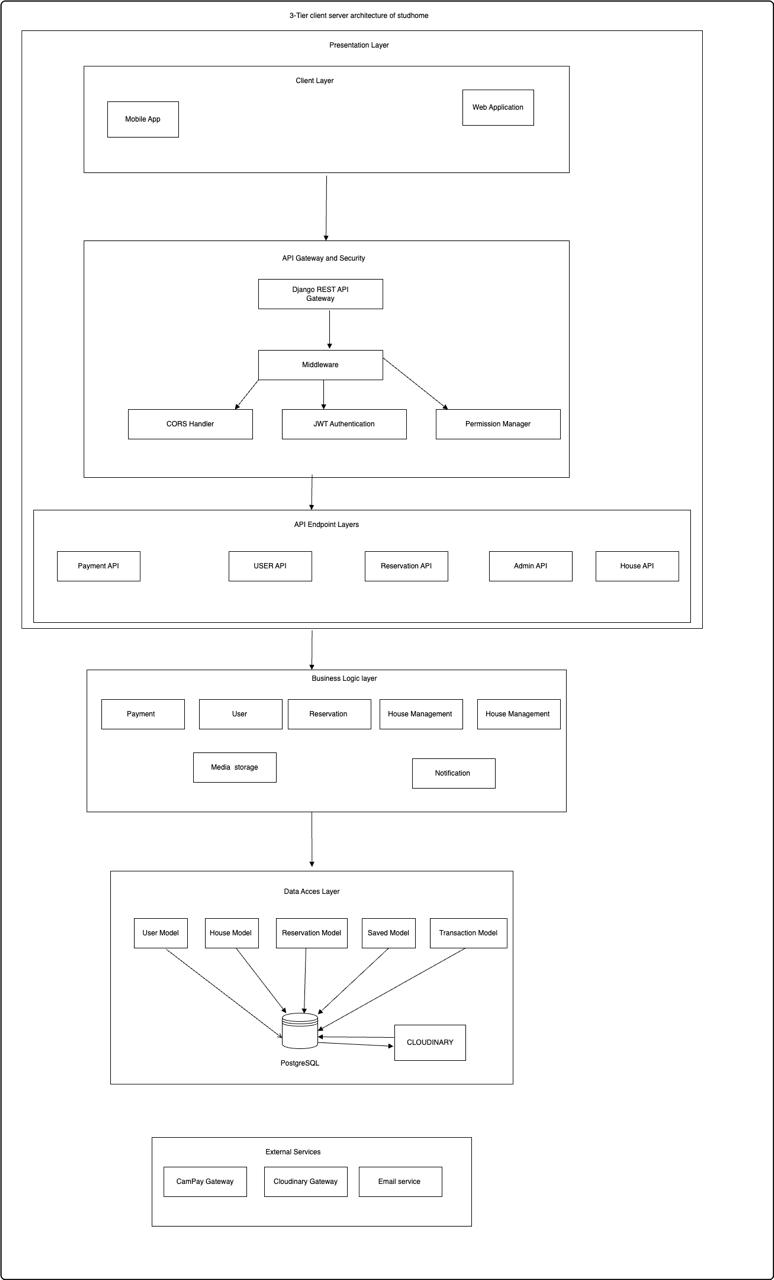 3-Tier client server architecture of studhome
Presentation Layer
Client Layer
Mobile App
Web Application
API Gateway and Security
Django REST API
Gateway
Middleware
CORS Handler
JWT Authentication
Permission Manager
API Endpoint Layers
Payment API
USER API
Reservation API
Admin API
House API
Business Logic layer
Payment
User
Reservation
House Management
House Management
Media storage
Notification
Data Acces Layer
User Model
House Model
Reservation Model
Saved Model
Transaction Model
CLOUDINARY
PostgreSQL
External Services
CamPay Gateway
Cloudinary Gateway
Email service